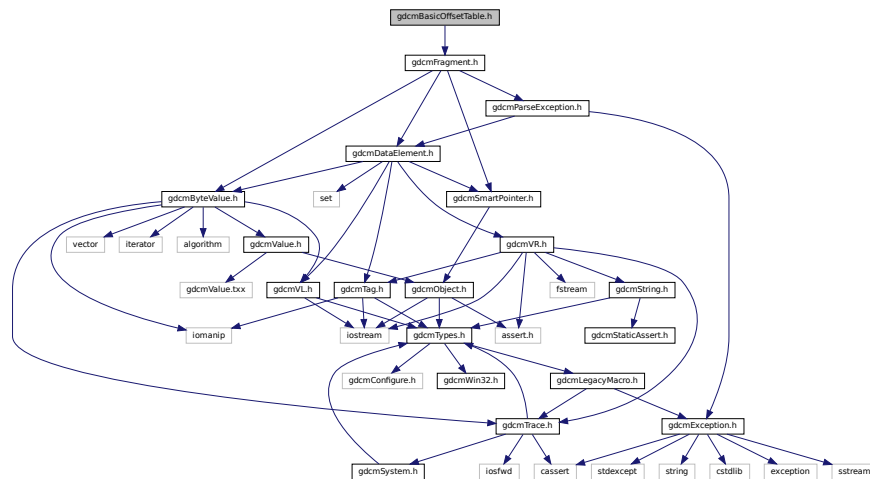 gdcmBasicOffsetTable.h
gdcmFragment.h
gdcmParseException.h
gdcmDataElement.h
gdcmByteValue.h
set
gdcmSmartPointer.h
vector
iterator
algorithm
gdcmValue.h
gdcmVR.h
gdcmValue.txx
gdcmVL.h
gdcmTag.h
gdcmObject.h
fstream
gdcmString.h
iomanip
iostream
gdcmTypes.h
assert.h
gdcmStaticAssert.h
gdcmConfigure.h
gdcmWin32.h
gdcmLegacyMacro.h
gdcmTrace.h
gdcmException.h
gdcmSystem.h
iosfwd
cassert
stdexcept
string
cstdlib
exception
sstream